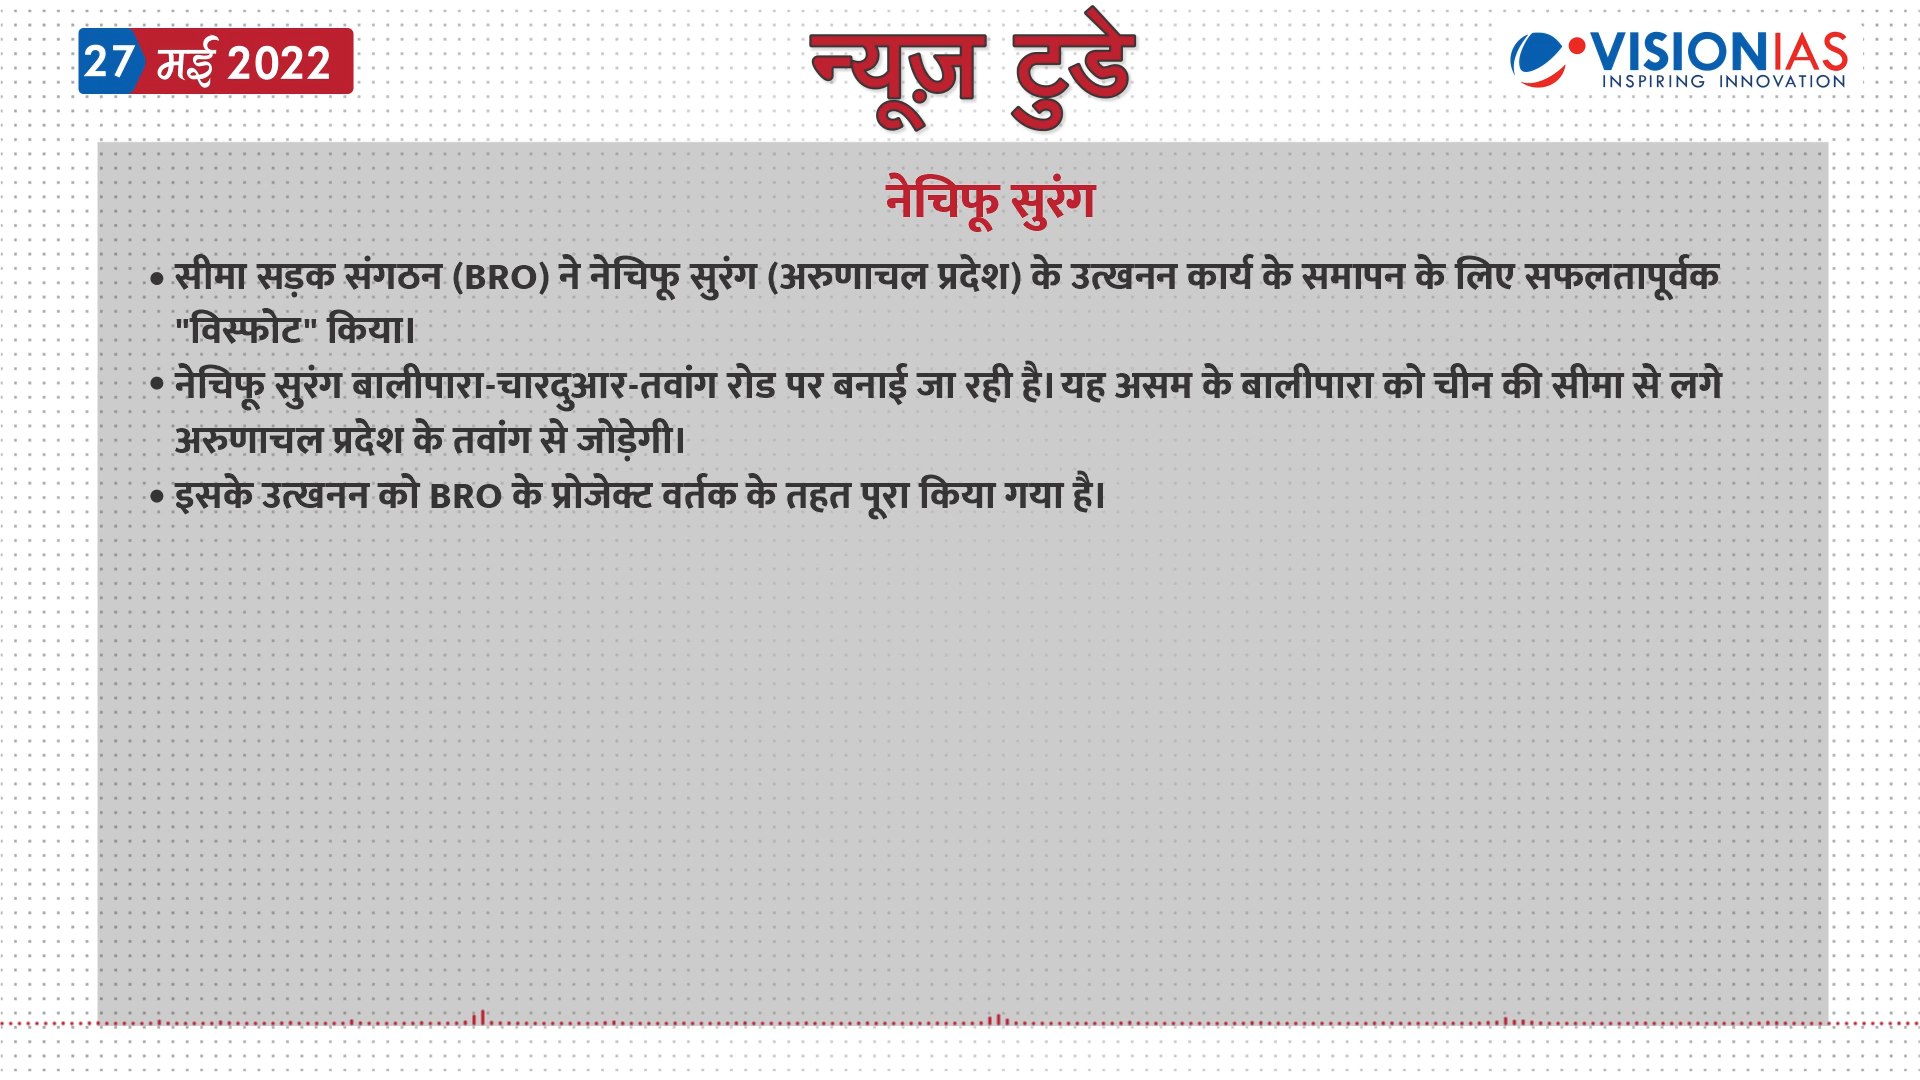 27 मई 2022
न्यूज़ टुडे
VISIONIAS
INSPIRING INNOVATION
नेचिफू सुरंग
• सीमा सड़क संगठन (BRO) ने नेचिफू सुरंग (अरुणाचल प्रदेश) के उत्खनन कार्य के समापन के लिए सफलतापूर्वक
"विस्फोट" किया।
• नेचिफू सुरंग बालीपारा-चारदुआर-तवांग रोड पर बनाई जा रही है। यह असम के बालीपारा को चीन की सीमा से लगे
अरुणाचल प्रदेश के तवांग से जोड़ेगी।
• इसके उत्खनन को BRO के प्रोजेक्ट वर्तक के तहत पूरा किया गया है।